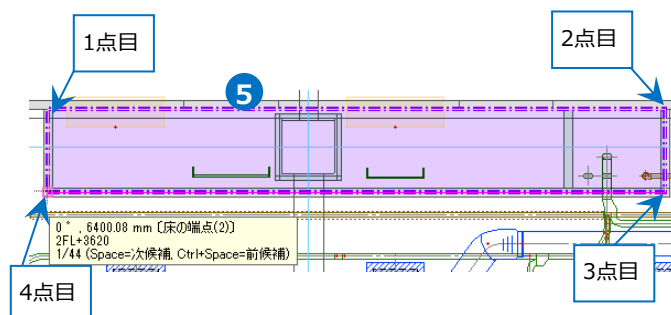 1点目
2点目
5
0°, 6400.08 mm [床の端点(2)]
2FL+3620
1/44 (Space=次候補, Ctrl+Space=前候補)
4点目
3点目